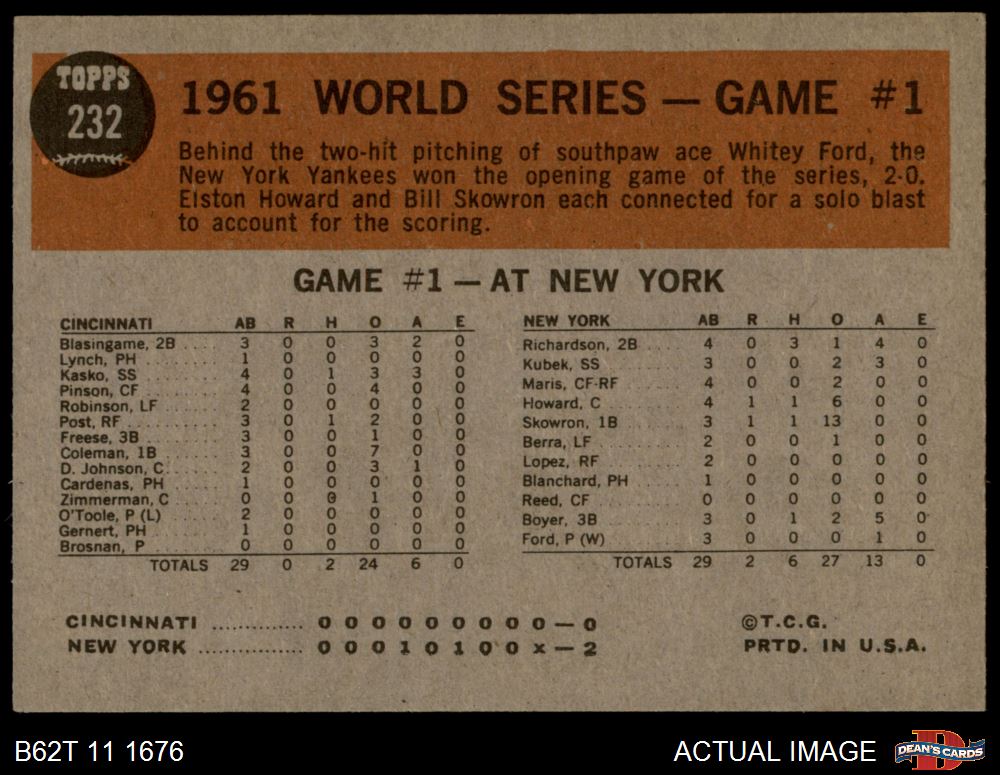 TOPPS
232
1961 WORLD SERIES — GAME #1
Behind the two-hit pitching of southpaw ace Whitey Ford, the
New York Yankees won the opening game of the series, 2-0.
Elston Howard and Bill Skowron each connected for a solo blast
to account for the scoring.
GAME #1 — AT NEW YORK
CINCINNATI AB R H O A E
Blasingame, 2B .... 3 0 0 3 2 0
Lynch, PH ........ 1 0 0 0 0 0
Kasko, SS ........ 4 0 1 3 3 0
Pinson, CF ....... 4 0 0 4 0 0
Robinson, LF ..... 2 0 0 0 0 0
Post, RF ......... 3 0 1 2 0 0
Freese, 3B ....... 3 0 0 1 0 0
Coleman, 1B ...... 3 0 0 7 0 0
D. Johnson, C .... 2 0 0 3 1 0
Cardenas, PH ..... 1 0 0 0 0 0
Zimmerman, C ..... 0 0 0 1 0 0
O'Toole, P (L) ... 2 0 0 0 0 0
Gernert, PH ...... 1 0 0 0 0 0
Brosnan, P ....... 0 0 0 0 0 0
TOTALS 29 0 2 24 6 0
NEW YORK AB R H O A E
Richardson, 2B ... 4 0 3 1 4 0
Kubek, SS ........ 3 0 0 2 3 0
Maris, CF-RF ..... 4 0 0 2 0 0
Howard, C ........ 4 1 1 6 0 0
Skowron, 1B ...... 3 1 1 13 0 0
Berra, LF ........ 2 0 0 1 0 0
Lopez, RF ........ 2 0 0 0 0 0
Blanchard, PH .... 1 0 0 0 0 0
Reed, CF ......... 0 0 0 0 0 0
Boyer, 3B ........ 3 0 1 2 5 0
Ford, P (W) ...... 3 0 0 0 1 0
TOTALS 29 2 6 27 13 0
CINCINNATI .............. 0 0 0 0 0 0 0 0 0 — 0
NEW YORK ................ 0 0 0 1 0 1 0 0 x — 2
©T.C.G.
PRTD. IN U.S.A.
B62T 11 1676
ACTUAL IMAGE
DEAN'S CARDS